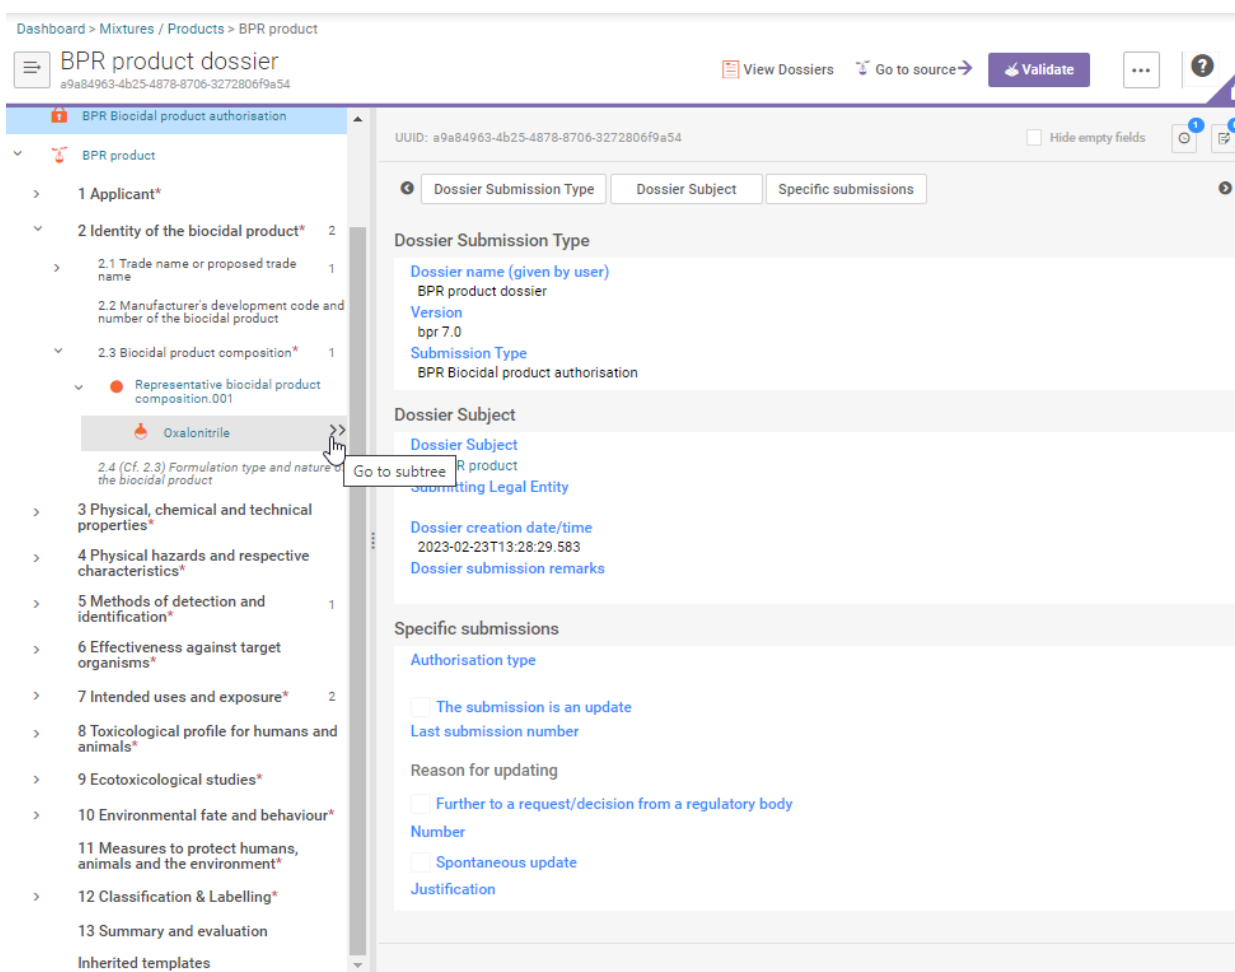 Dashboard > Mixtures / Products > BPR product
BPR product dossier
a9a84963-4b25-4878-8706-3272806f9a54
View Dossiers
Go to source
Validate
...
?
BPR Biocidal product authorisation
BPR product
1 Applicant*
2 Identity of the biocidal product* 2
2.1 Trade name or proposed trade
name
1
2.2 Manufacturer's development code and
number of the biocidal product
2.3 Biocidal product composition* 1
Representative biocidal product
composition.001
Oxalonitrile >>
2.4 (Cf. 2.3) Formulation type and nature
the biocidal product
Go to subtree
3 Physical, chemical and technical
properties*
4 Physical hazards and respective
characteristics*
5 Methods of detection and
identification*
1
6 Effectiveness against target
organisms*
7 Intended uses and exposure* 2
8 Toxicological profile for humans and
animals*
9 Ecotoxicological studies*
10 Environmental fate and behaviour*
11 Measures to protect humans,
animals and the environment*
12 Classification & Labelling*
13 Summary and evaluation
Inherited templates
UUID: a9a84963-4b25-4878-8706-3272806f9a54
Hide empty fields
1
Dossier Submission Type
Dossier Subject
Specific submissions
Dossier Submission Type
Dossier name (given by user)
BPR product dossier
Version
bpr 7.0
Submission Type
BPR Biocidal product authorisation
Dossier Subject
Dossier Subject
R product
Submitting Legal Entity
Dossier creation date/time
2023-02-23T13:28:29.583
Dossier submission remarks
Specific submissions
Authorisation type
The submission is an update
Last submission number
Reason for updating
Further to a request/decision from a regulatory body
Number
Spontaneous update
Justification